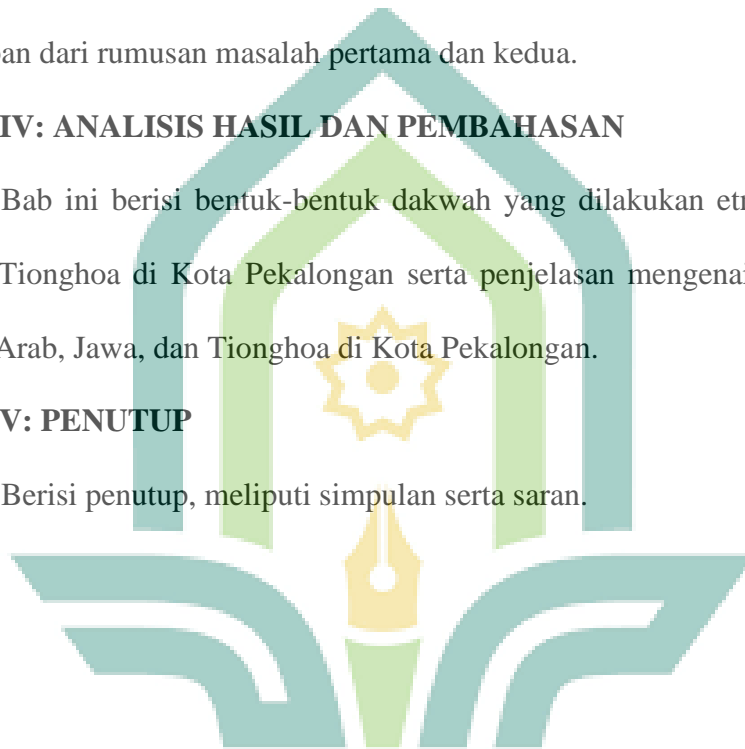 an dari rumusan masalah pertama dan kedua.
IV: ANALISIS HASIL DAN PEMBAHASAN
Bab ini berisi bentuk-bentuk dakwah yang dilakukan
Tionghoa di Kota Pekalongan serta penjelasan mengenai
Arab, Jawa, dan Tionghoa di Kota Pekalongan.
V: PENUTUP
Berisi penutup, meliputi simpulan serta saran.